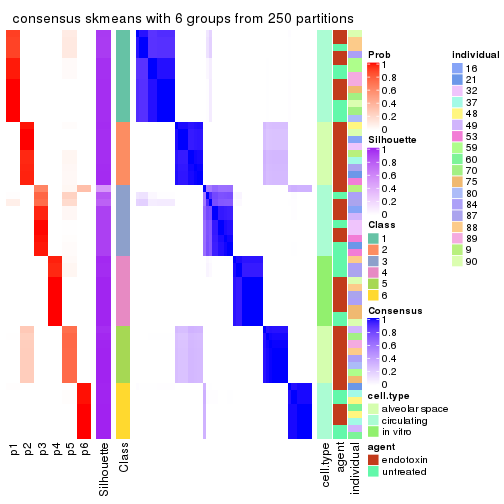 consensus skmeans with 6 groups from 250 partitions
Prob
1
0.8
0.6
0.4
0.2
0
Silhouette
1
0.8
0.6
0.4
0.2
0
Class
1
2
3
4
5
6
Consensus
1
0.8
0.6
0.4
0.2
0
cell.type
alveolar space
circulating
in vitro
agent
endotoxin
untreated
individual
16
21
32
37
48
49
53
59
60
70
75
80
84
87
88
89
9
90
p1
p2
p3
p4
p5
p6
Silhouette
Class
cell.type
agent
individual